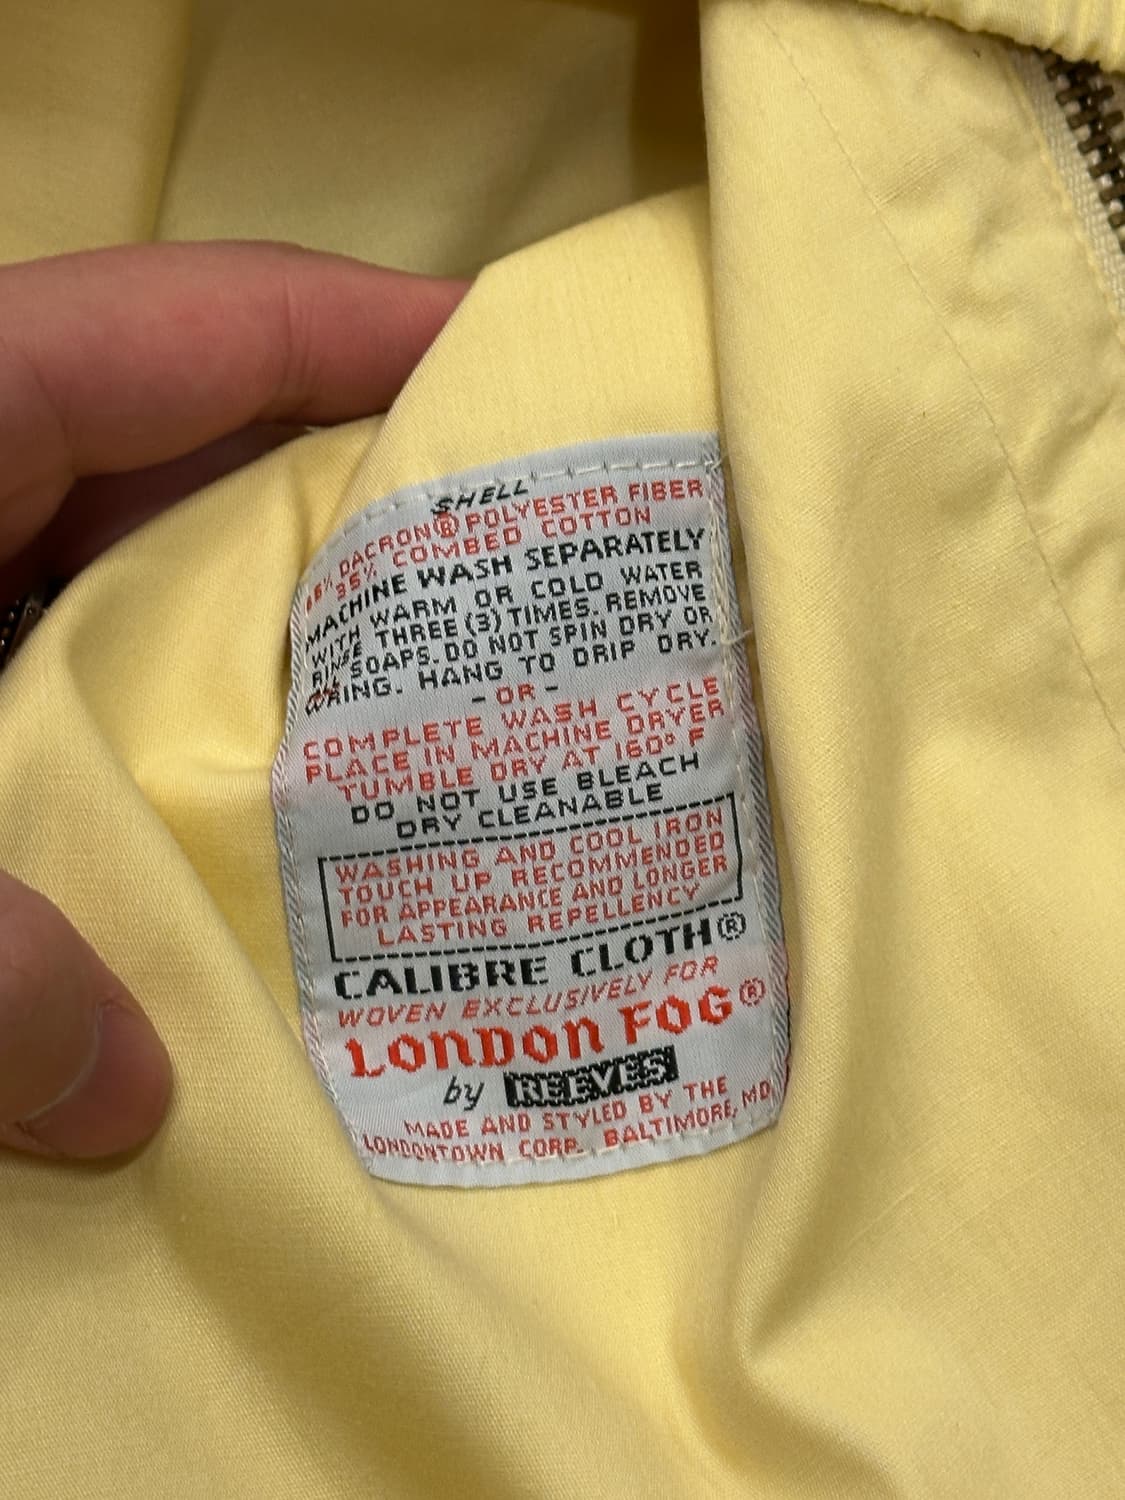 SHELL
65% DACRON® POLYESTER FIBER
35% COMBED COTTON
MACHINE WASH SEPARATELY
WITH WARM OR COLD WATER
RINSE THREE (3) TIMES. REMOVE
ALL SOAPS. DO NOT SPIN DRY OR
WRING. HANG TO DRIP DRY.
- OR -
COMPLETE WASH CYCLE
PLACE IN MACHINE DRYER
TUMBLE DRY AT 160° F
DO NOT USE BLEACH
DRY CLEANABLE
WASHING AND COOL IRON
TOUCH UP RECOMMENDED
FOR APPEARANCE AND LONGER
LASTING REPELLENCY
CALIBRE CLOTH®
WOVEN EXCLUSIVELY FOR
LONDON FOG®
by REEVES
MADE AND STYLED BY THE
LONDONTOWN CORP. BALTIMORE, MD.